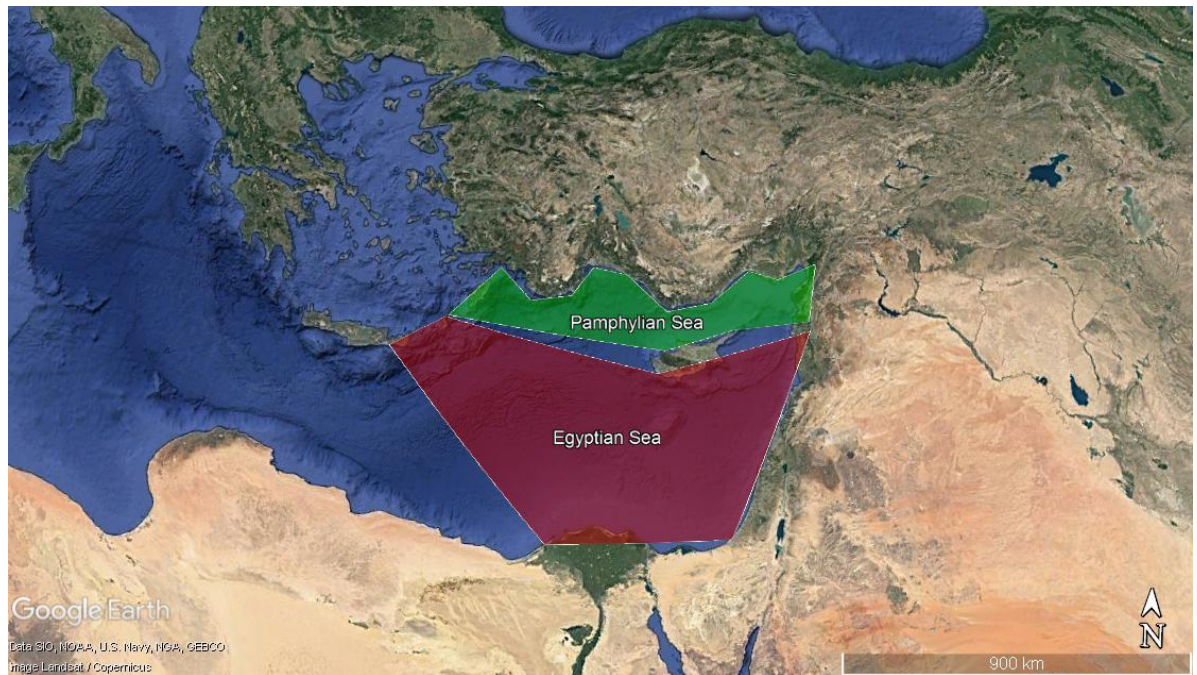 Pamphylian Sea
Egyptian Sea
Google Earth
Data SIO, NOAA, U.S. Navy, NGA, GEBCO
Image Landsat / Copernicus
N
900 km